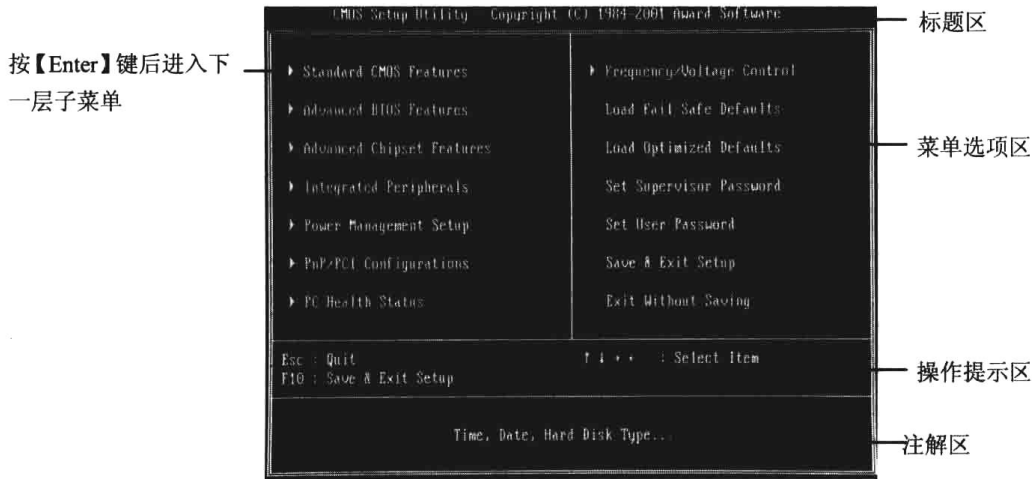 CMOS Setup Utility Copyright (C) 1984-2001 Award Software
标题区
按【Enter】键后进入下
一层子菜单
Standard CMOS Features
Advanced BIOS Features
Advanced Chipset Features
Integrated Peripherals
Power Management Setup
PnP/PCI Configurations
PC Health Status
Frequency/Voltage Control
Load Fail Safe Defaults
Load Optimized Defaults
Set Supervisor Password
Set User Password
Save & Exit Setup
Exit Without Saving
菜单选项区
Esc : Quit
F10 : Save & Exit Setup
↑ ↓ → ← : Select Item
操作提示区
Time, Date, Hard Disk Type...
注解区